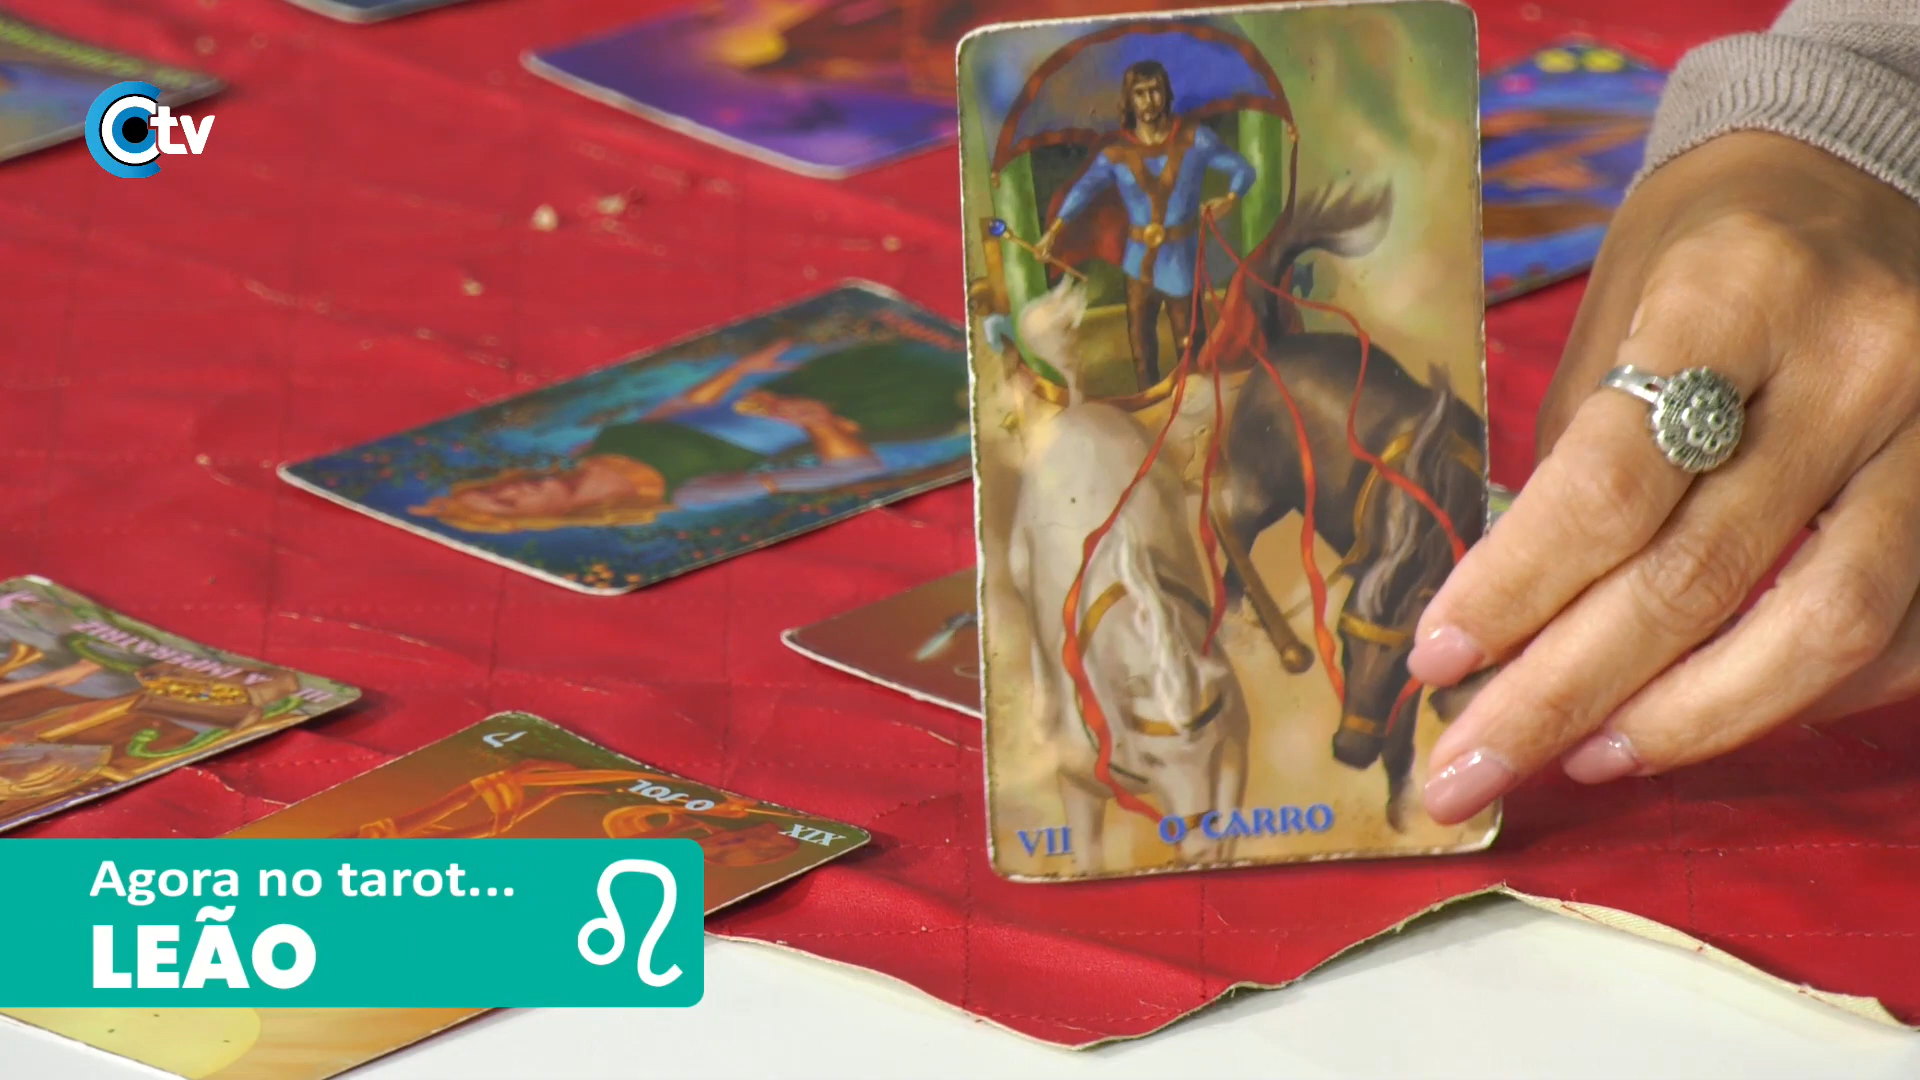 Ctv
VII
O CARRO
III
A IMPERATRIZ
XIX
O SOL
Agora no tarot...
LEÃO